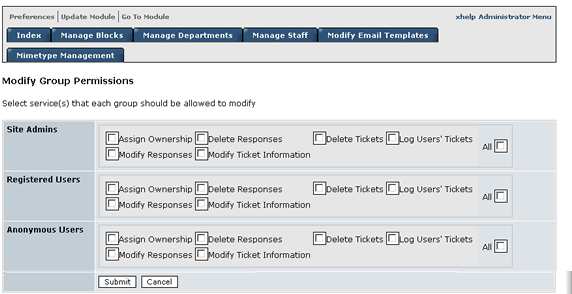 Preferences | Update Module | Go To Module xhelp Administrator Menu
Index Manage Blocks Manage Departments Manage Staff Modify Email Templates
Mimetype Management
Modify Group Permissions
Select service(s) that each group should be allowed to modify
Site Admins
Assign Ownership Delete Responses Delete Tickets Log Users' Tickets
Modify Responses Modify Ticket Information
All
Registered Users
Assign Ownership Delete Responses Delete Tickets Log Users' Tickets
Modify Responses Modify Ticket Information
All
Anonymous Users
Assign Ownership Delete Responses Delete Tickets Log Users' Tickets
Modify Responses Modify Ticket Information
All
Submit Cancel